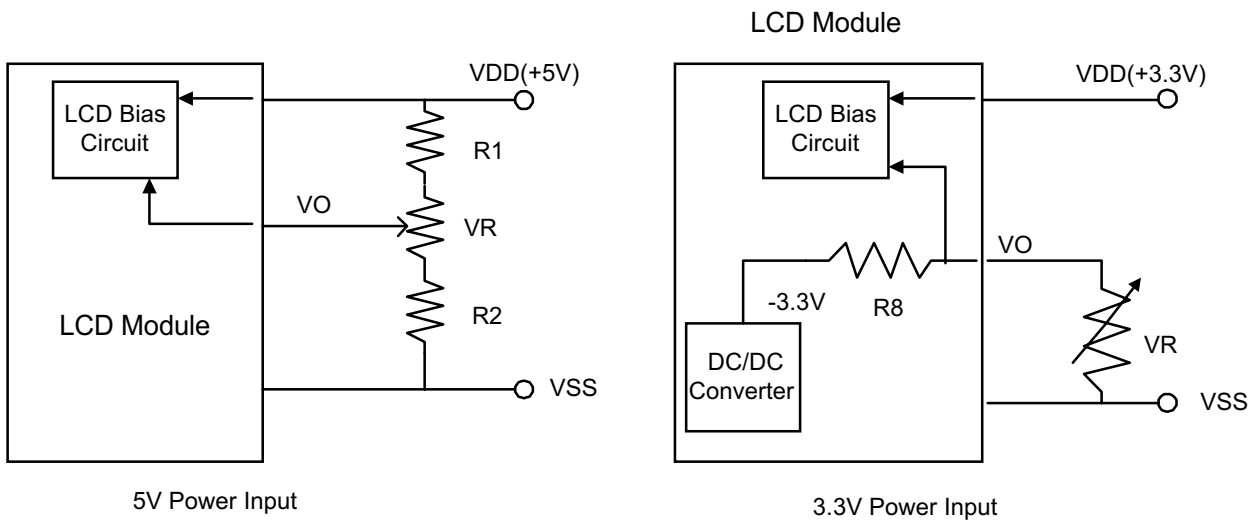 VDD(+5V)
LCD Bias
Circuit
R1
VO
VR
LCD Module
R2
VSS
5V Power Input
LCD Module
VDD(+3.3V)
LCD Bias
Circuit
VO
-3.3V
R8
VR
DC/DC
Converter
VSS
3.3V Power Input